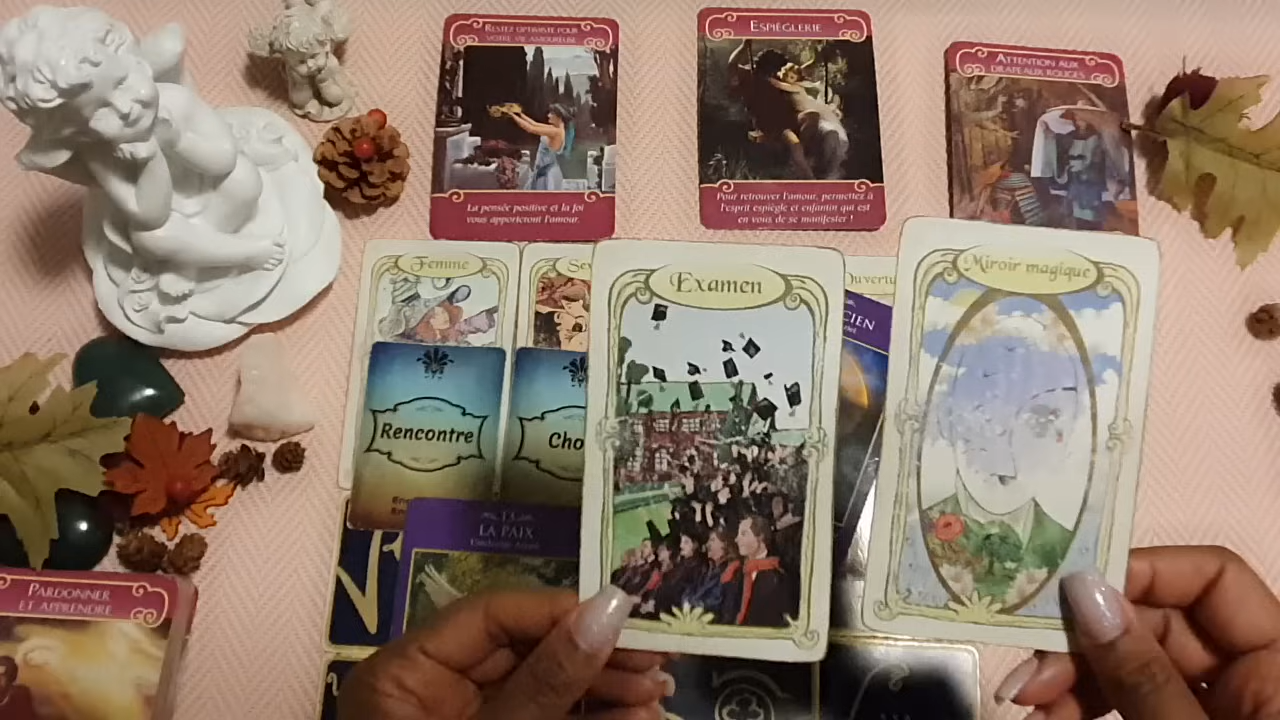 RESTEZ OPTIMISTE POUR
VOTRE VIE AMOUREUSE
La pensée positive et la foi
vous apporteront l'amour.
ESPIÈGLERIE
Pour retrouver l'amour, permettez à
l'esprit espiègle et enfantin qui est
en vous de se manifester !
ATTENTION AUX
DRAPEAUX ROUGES
Femme
Examen
Miroir magique
Rencontre
LA PAIX
PARDONNER
ET APPRENDRE